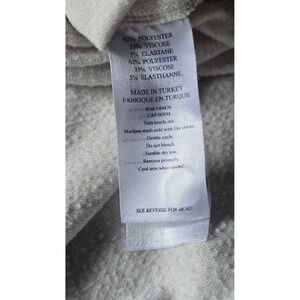 62% POLYESTER
33% VISCOSE
5% ELASTANE
62% POLYESTER
33% VISCOSE
5% ELASTHANNE
MADE IN TURKEY
FABRIQUÉ EN TURQUIE
CA# 06894
Turn inside out.
Machine wash cold with like colors.
Gentle cycle.
Do not bleach
Tumble dry low.
Remove promptly.
Cool iron when needed.
SEE REVERSE FOR MORE